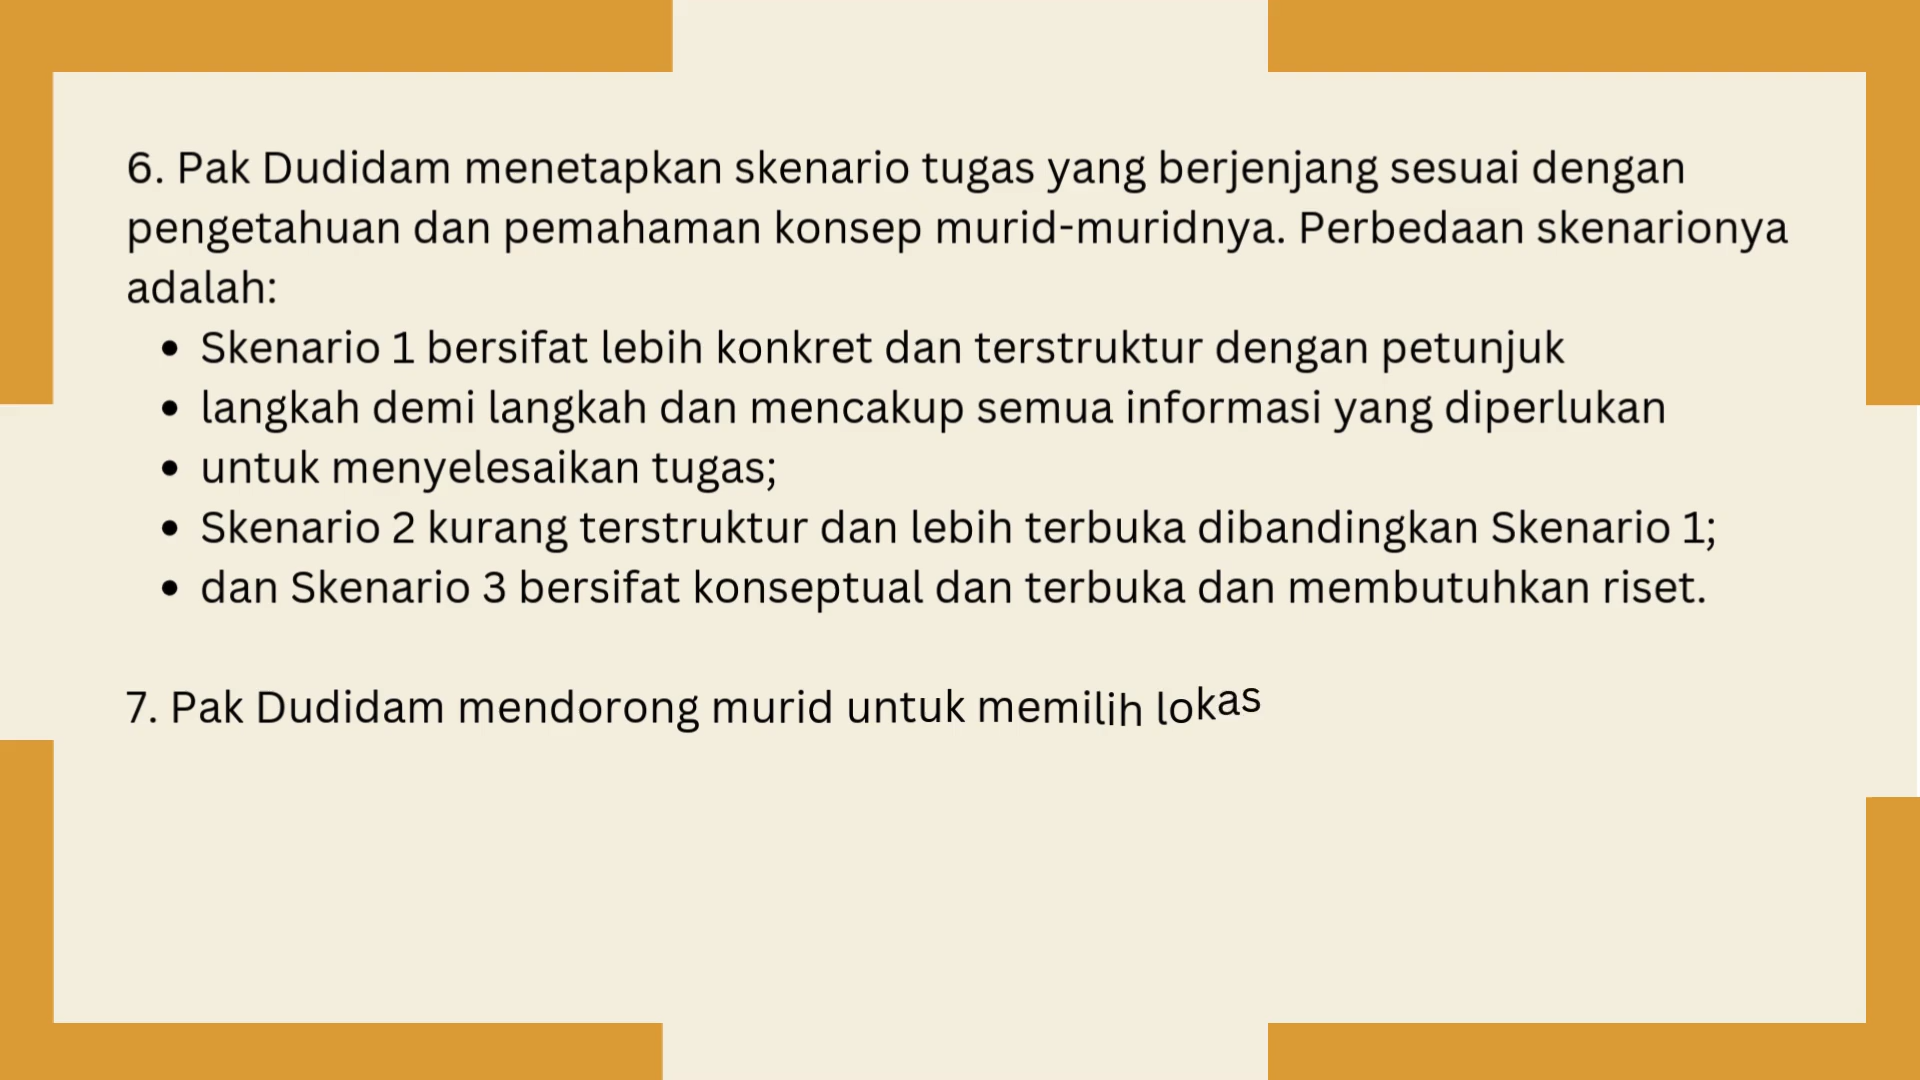 6. Pak Dudidam menetapkan skenario tugas yang berjenjang sesuai dengan
pengetahuan dan pemahaman konsep murid-muridnya. Perbedaan skenarionya
adalah:
• Skenario 1 bersifat lebih konkret dan terstruktur dengan petunjuk
• langkah demi langkah dan mencakup semua informasi yang diperlukan
• untuk menyelesaikan tugas;
• Skenario 2 kurang terstruktur dan lebih terbuka dibandingkan Skenario 1;
• dan Skenario 3 bersifat konseptual dan terbuka dan membutuhkan riset.
7. Pak Dudidam mendorong murid untuk memilih lokas